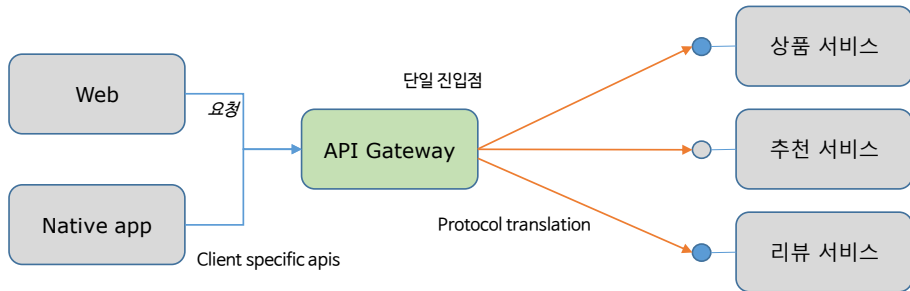 상품 서비스
단일 진입점
Web
요청
API Gateway
추천 서비스
Native app
Protocol translation
Client specific apis
리뷰 서비스